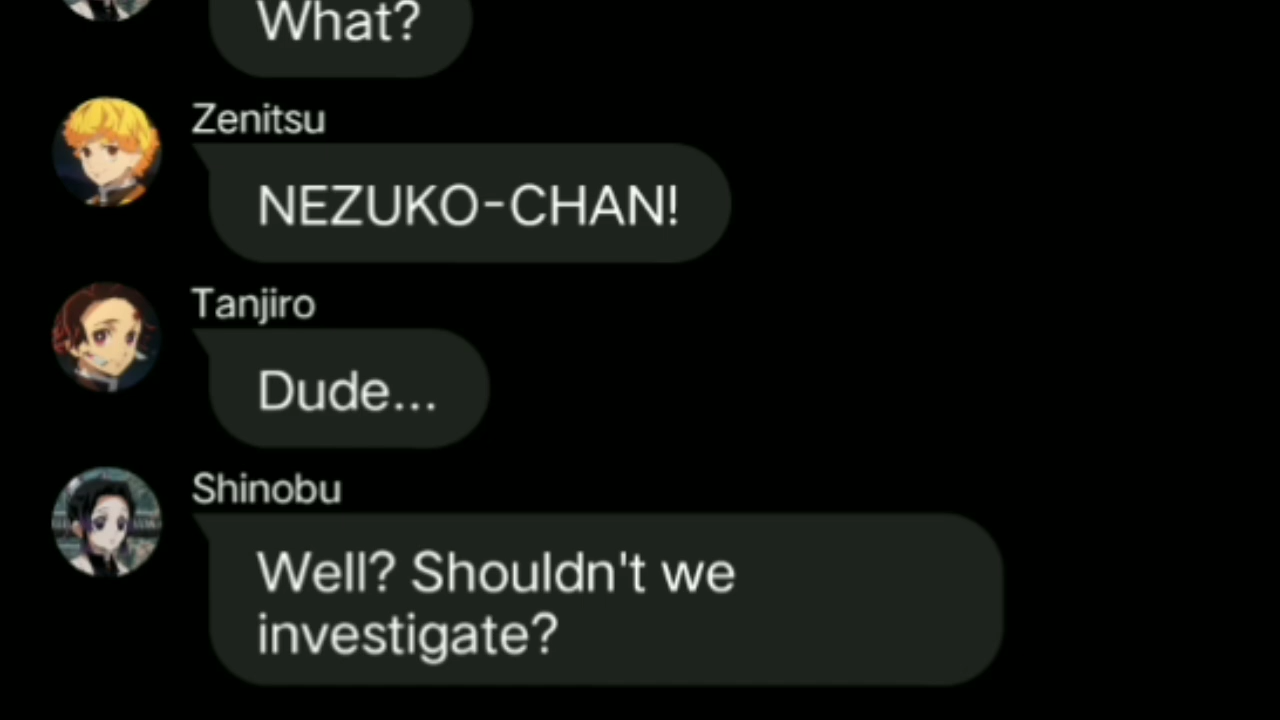 What?
Zenitsu
NEZUKO-CHAN!
Tanjiro
Dude...
Shinobu
Well? Shouldn't we
investigate?